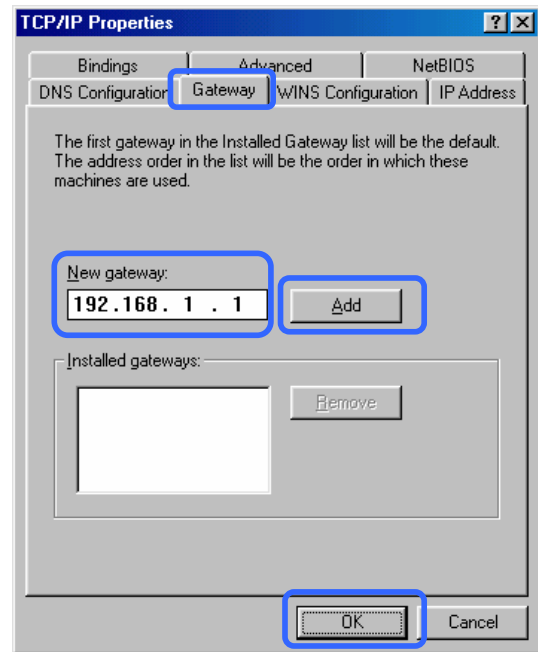 TCP/IP Properties
Bindings Advanced NetBIOS
DNS Configuration Gateway WINS Configuration IP Address
The first gateway in the Installed Gateway list will be the default.
The address order in the list will be the order in which these
machines are used.
New gateway:
192.168. 1 . 1 Add
Installed gateways:
Remove
OK Cancel